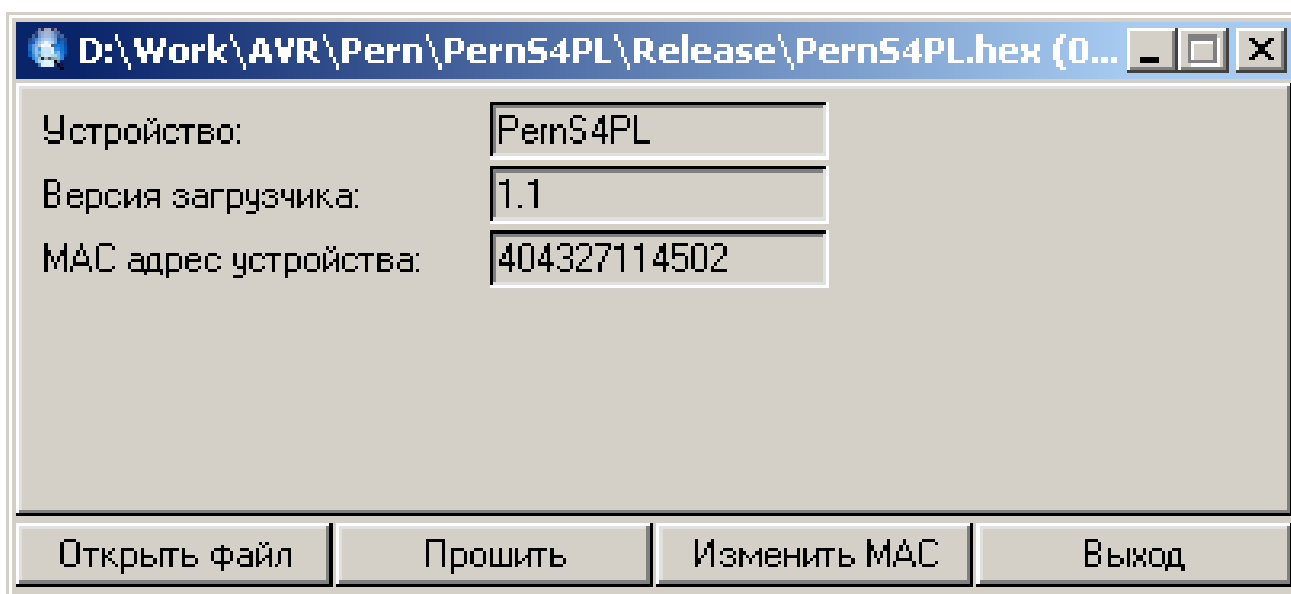 D:\Work\AVR\Pern\PernS4PL\Release\PernS4PL.hex (0...
Устройство: PernS4PL
Версия загрузчика: 1.1
MAC адрес устройства: 404327114502
Открыть файл Прошить Изменить MAC Выход